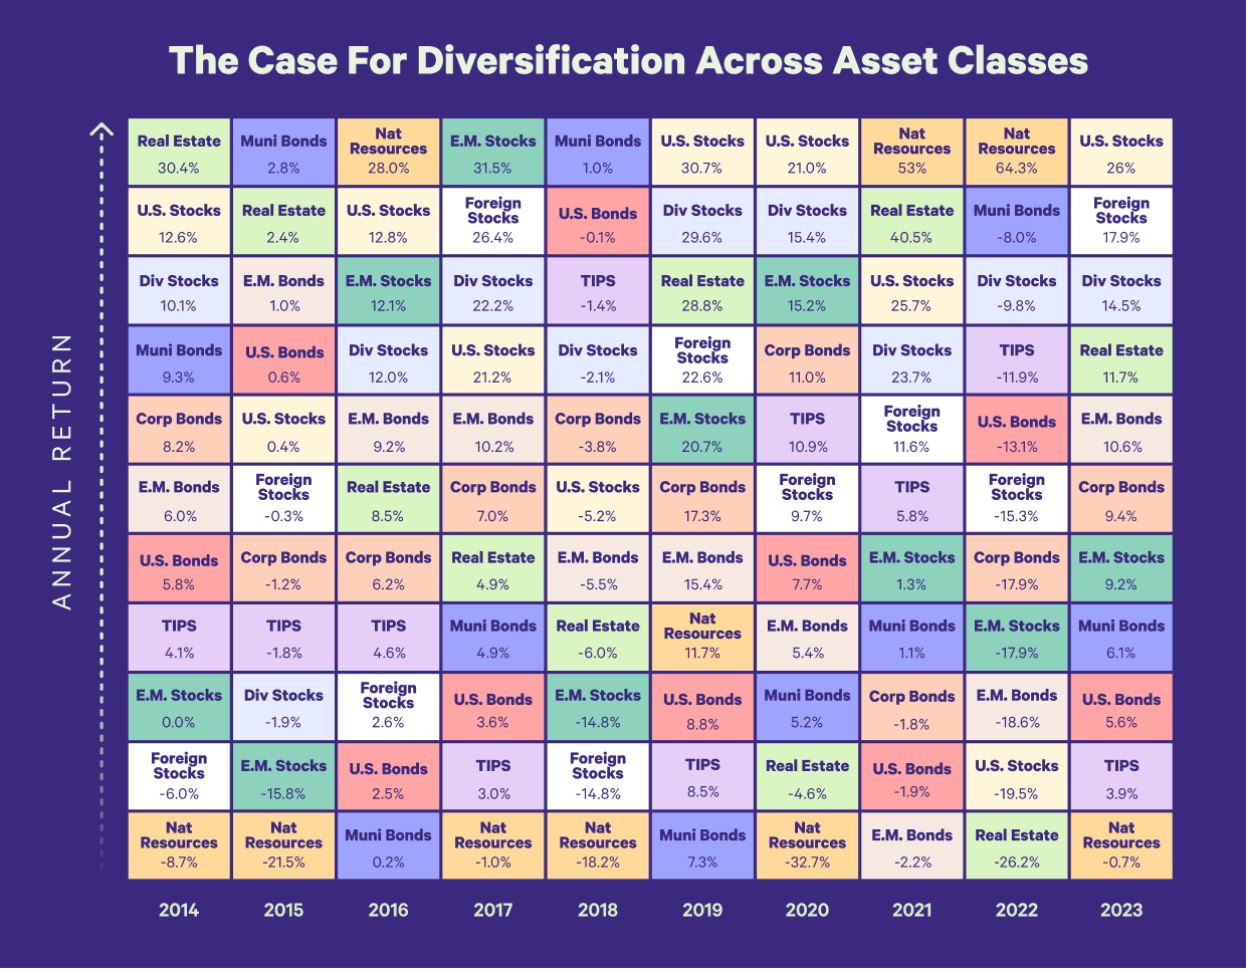 The Case For Diversification Across Asset Classes
ANNUAL RETURN
Real Estate
30.4%
Muni Bonds
2.8%
Nat
Resources
28.0%
E.M. Stocks
31.5%
Muni Bonds
1.0%
U.S. Stocks
30.7%
U.S. Stocks
21.0%
Nat
Resources
53%
Nat
Resources
64.3%
U.S. Stocks
26%
U.S. Stocks
12.6%
Real Estate
2.4%
U.S. Stocks
12.8%
Foreign
Stocks
26.4%
U.S. Bonds
-0.1%
Div Stocks
29.6%
Div Stocks
15.4%
Real Estate
40.5%
Muni Bonds
-8.0%
Foreign
Stocks
17.9%
Div Stocks
10.1%
E.M. Bonds
1.0%
E.M. Stocks
12.1%
Div Stocks
22.2%
TIPS
-1.4%
Real Estate
28.8%
E.M. Stocks
15.2%
U.S. Stocks
25.7%
Div Stocks
-9.8%
Div Stocks
14.5%
Muni Bonds
9.3%
U.S. Bonds
0.6%
Div Stocks
12.0%
U.S. Stocks
21.2%
Div Stocks
-2.1%
Foreign
Stocks
22.6%
Corp Bonds
11.0%
Div Stocks
23.7%
TIPS
-11.9%
Real Estate
11.7%
Corp Bonds
8.2%
U.S. Stocks
0.4%
E.M. Bonds
9.2%
E.M. Bonds
10.2%
Corp Bonds
-3.8%
E.M. Stocks
20.7%
TIPS
10.9%
Foreign
Stocks
11.6%
U.S. Bonds
-13.1%
E.M. Bonds
10.6%
E.M. Bonds
6.0%
Foreign
Stocks
-0.3%
Real Estate
8.5%
Corp Bonds
7.0%
U.S. Stocks
-5.2%
Corp Bonds
17.3%
Foreign
Stocks
9.7%
TIPS
5.8%
Foreign
Stocks
-15.3%
Corp Bonds
9.4%
U.S. Bonds
5.8%
Corp Bonds
-1.2%
Corp Bonds
6.2%
Real Estate
4.9%
E.M. Bonds
-5.5%
E.M. Bonds
15.4%
U.S. Bonds
7.7%
E.M. Stocks
1.3%
Corp Bonds
-17.9%
E.M. Stocks
9.2%
TIPS
4.1%
TIPS
-1.8%
TIPS
4.6%
Muni Bonds
4.9%
Real Estate
-6.0%
Nat
Resources
11.7%
E.M. Bonds
5.4%
Muni Bonds
1.1%
E.M. Stocks
-17.9%
Muni Bonds
6.1%
E.M. Stocks
0.0%
Div Stocks
-1.9%
Foreign
Stocks
2.6%
U.S. Bonds
3.6%
E.M. Stocks
-14.8%
U.S. Bonds
8.8%
Muni Bonds
5.2%
Corp Bonds
-1.8%
E.M. Bonds
-18.6%
U.S. Bonds
5.6%
Foreign
Stocks
-6.0%
E.M. Stocks
-15.8%
U.S. Bonds
2.5%
TIPS
3.0%
Foreign
Stocks
-14.8%
TIPS
8.5%
Real Estate
-4.6%
U.S. Bonds
-1.9%
U.S. Stocks
-19.5%
TIPS
3.9%
Nat
Resources
-8.7%
Nat
Resources
-21.5%
Muni Bonds
0.2%
Nat
Resources
-1.0%
Nat
Resources
-18.2%
Muni Bonds
7.3%
Nat
Resources
-32.7%
E.M. Bonds
-2.2%
Real Estate
-26.2%
Nat
Resources
-0.7%
2014
2015
2016
2017
2018
2019
2020
2021
2022
2023